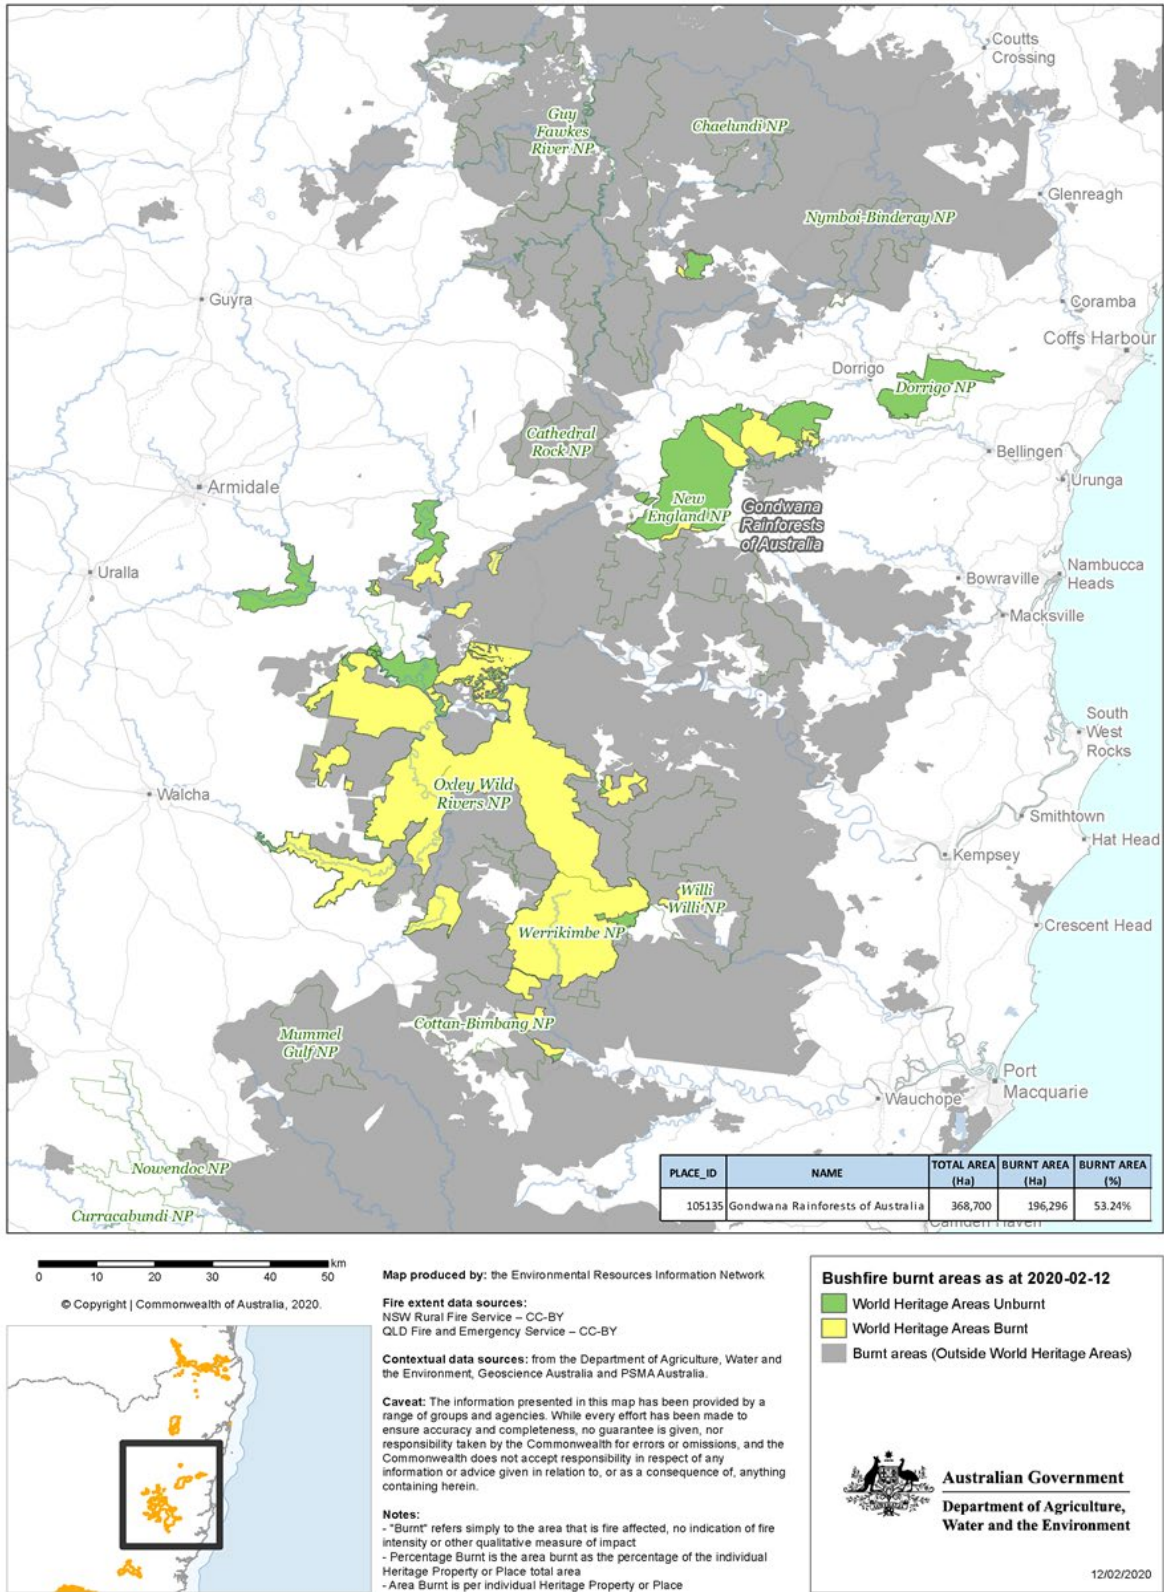 Coutts
Crossing
Guy
Fawkes
River NP
Chaelundi NP
Glenreagh
Nymboi-Binderay NP
Guyra
Coramba
Coffs Harbour
Dorrigo
Dorrigo NP
Cathedral
Rock NP
Bellingen
Armidale
Urunga
New
England NP
Gondwana
Rainforests
of Australia
Uralla
Nambucca
Heads
Bowraville
Macksville
South
West
Rocks
Oxley Wild
Rivers NP
Walcha
Smithtown
Hat Head
Kempsey
Willi
Willi NP
Crescent Head
Werrikimbe NP
Cottan-Bimbang NP
Mummel
Gulf NP
Port
Macquarie
Wauchope
Nowendoc NP
Curracabundi NP
PLACE_ID NAME TOTAL AREA (Ha) BURNT AREA (Ha) BURNT AREA (%)
105135 Gondwana Rainforests of Australia 368,700 196,296 53.24%
Camden Haven
km
0 10 20 30 40 50
© Copyright | Commonwealth of Australia, 2020.
Map produced by: the Environmental Resources Information Network
Fire extent data sources:
NSW Rural Fire Service – CC-BY
QLD Fire and Emergency Service – CC-BY
Contextual data sources: from the Department of Agriculture, Water and
the Environment, Geoscience Australia and PSMA Australia.
Caveat: The information presented in this map has been provided by a
range of groups and agencies. While every effort has been made to
ensure accuracy and completeness, no guarantee is given, nor
responsibility taken by the Commonwealth for errors or omissions, and the
Commonwealth does not accept responsibility in respect of any
information or advice given in relation to, or as a consequence of, anything
containing herein.
Notes:
- "Burnt" refers simply to the area that is fire affected, no indication of fire
intensity or other qualitative measure of impact
- Percentage Burnt is the area burnt as the percentage of the individual
Heritage Property or Place total area
- Area Burnt is per individual Heritage Property or Place
Bushfire burnt areas as at 2020-02-12
World Heritage Areas Unburnt
World Heritage Areas Burnt
Burnt areas (Outside World Heritage Areas)
Australian Government
Department of Agriculture,
Water and the Environment
12/02/2020